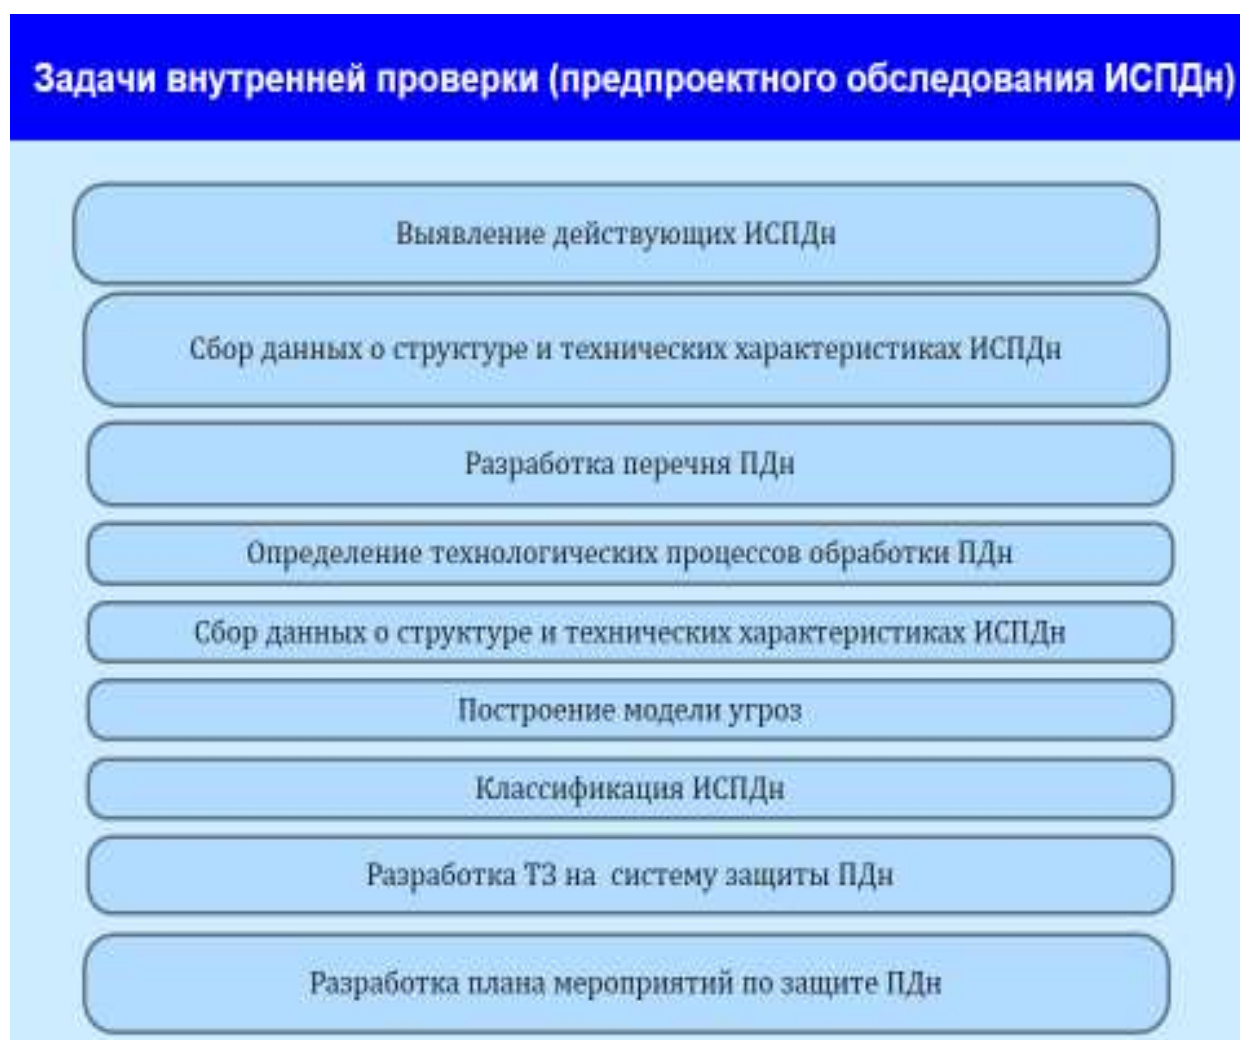 Задачи внутренней проверки (предпроектного обследования ИСПДн)
Выявление действующих ИСПДн
Сбор данных о структуре и технических характеристиках ИСПДн
Разработка перечня ПДн
Определение технологических процессов обработки ПДн
Сбор данных о структуре и технических характеристиках ИСПДн
Построение модели угроз
Классификация ИСПДн
Разработка ТЗ на систему защиты ПДн
Разработка плана мероприятий по защите ПДн